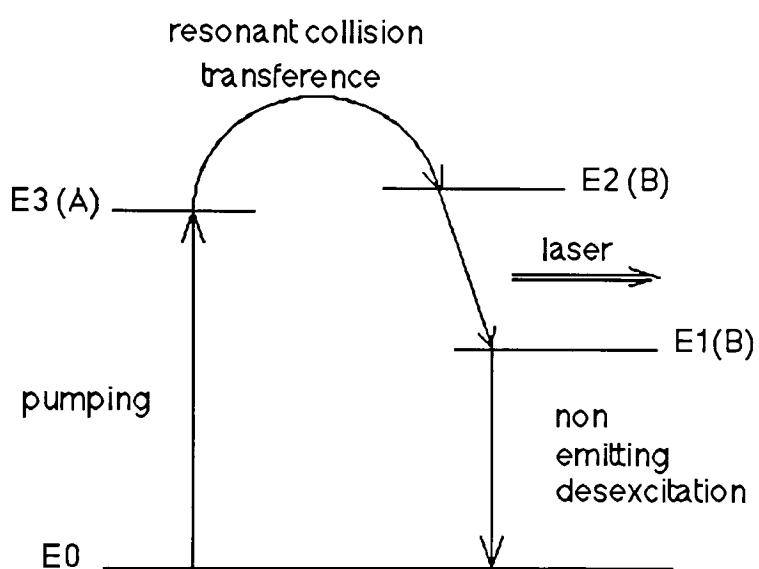 resonant collision
transference
E3 (A)
E2 (B)
laser
E1(B)
pumping
non
emitting
desexcitation
E0